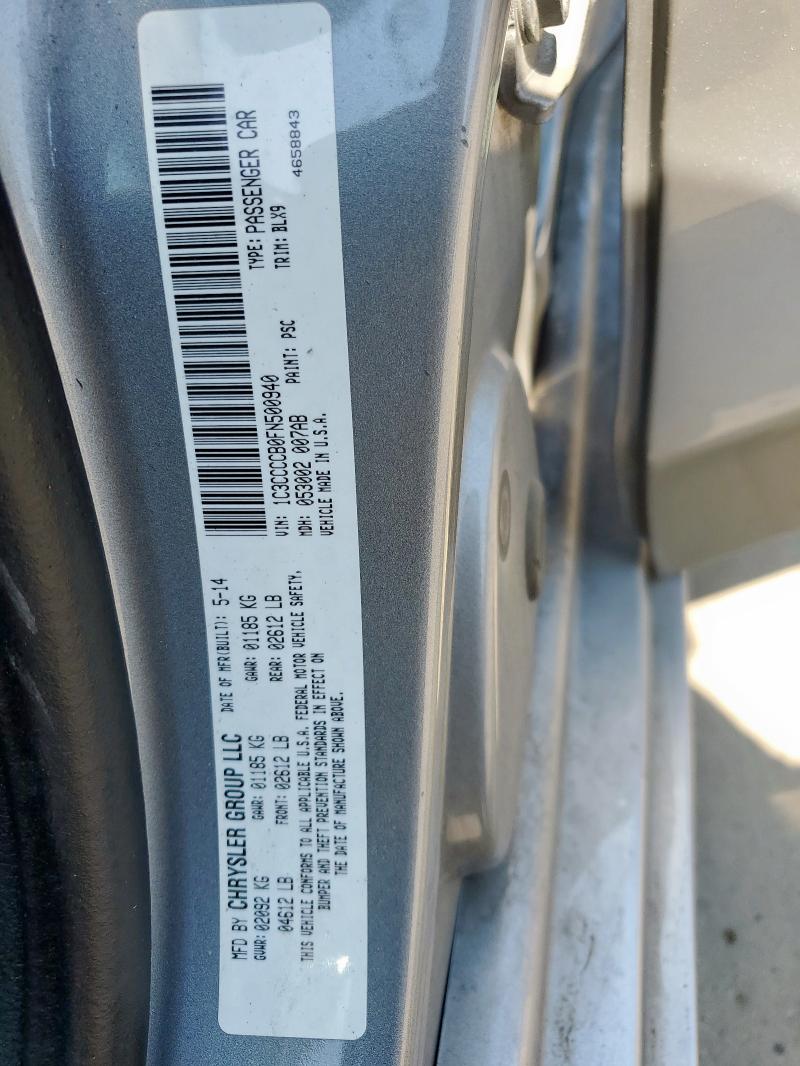 MFD BY CHRYSLER GROUP LLC DATE OF MFR(BUILT): 5-14
GVWR: 02092 KG GAWR: 01185 KG GAWR: 01185 KG
04612 LB FRONT: 02612 LB REAR: 02612 LB
THIS VEHICLE CONFORMS TO ALL APPLICABLE U.S.A. FEDERAL MOTOR VEHICLE SAFETY,
BUMPER AND THEFT PREVENTION STANDARDS IN EFFECT ON
THE DATE OF MANUFACTURE SHOWN ABOVE.
VIN: 1C3CCCCB0FN500940 TYPE: PASSENGER CAR
MDH: 053002 007AB PAINT: PSC TRIM: BLX9
VEHICLE MADE IN U.S.A. 4658843